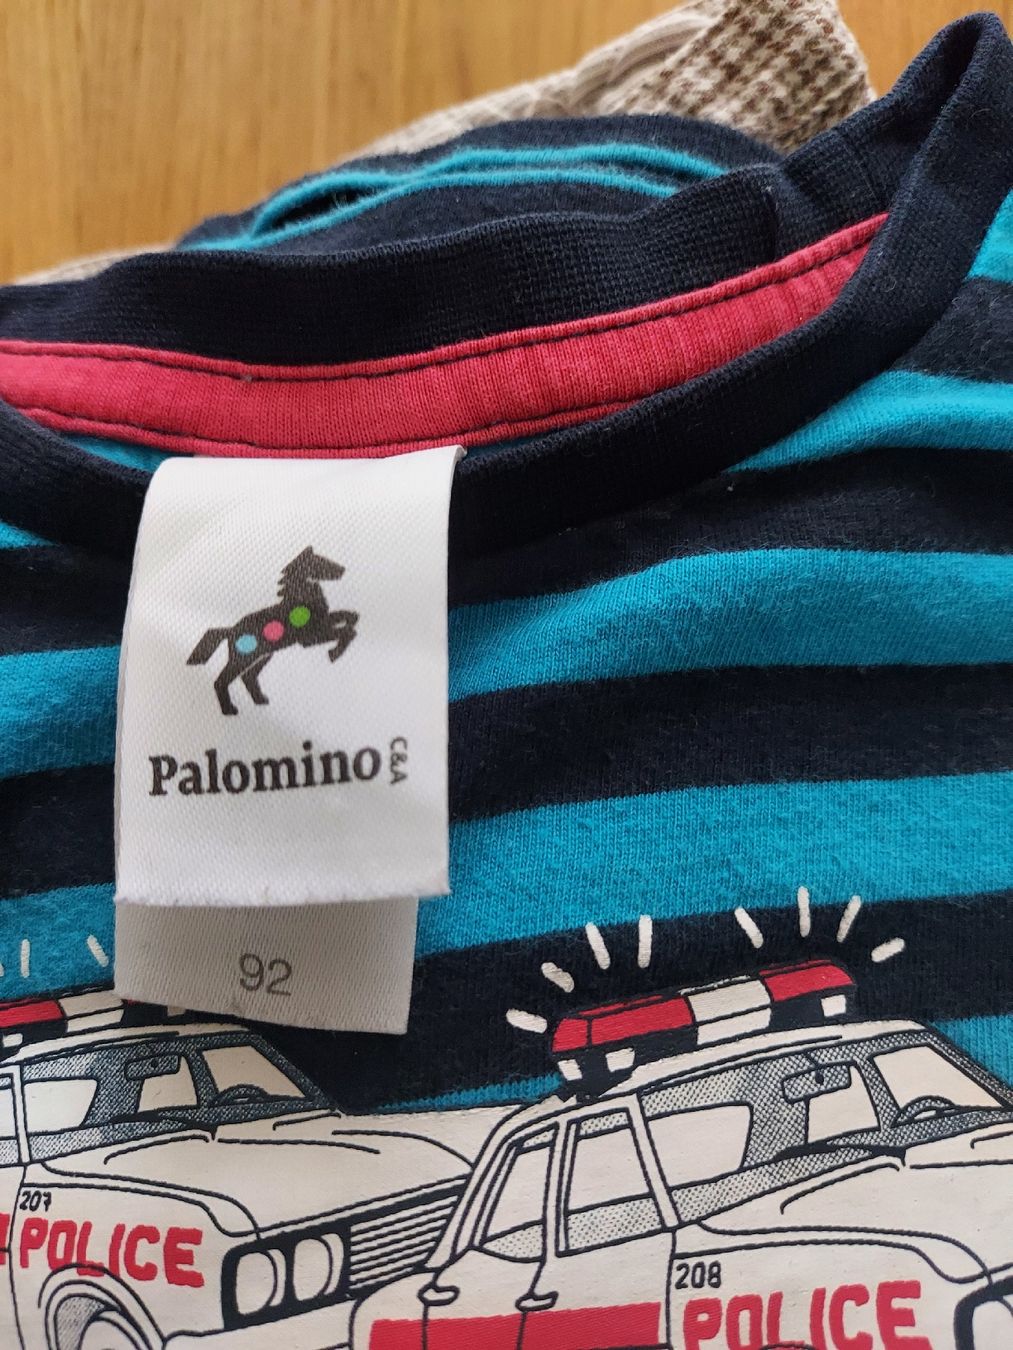 Palomino C&A
92
207
POLICE
208
POLICE